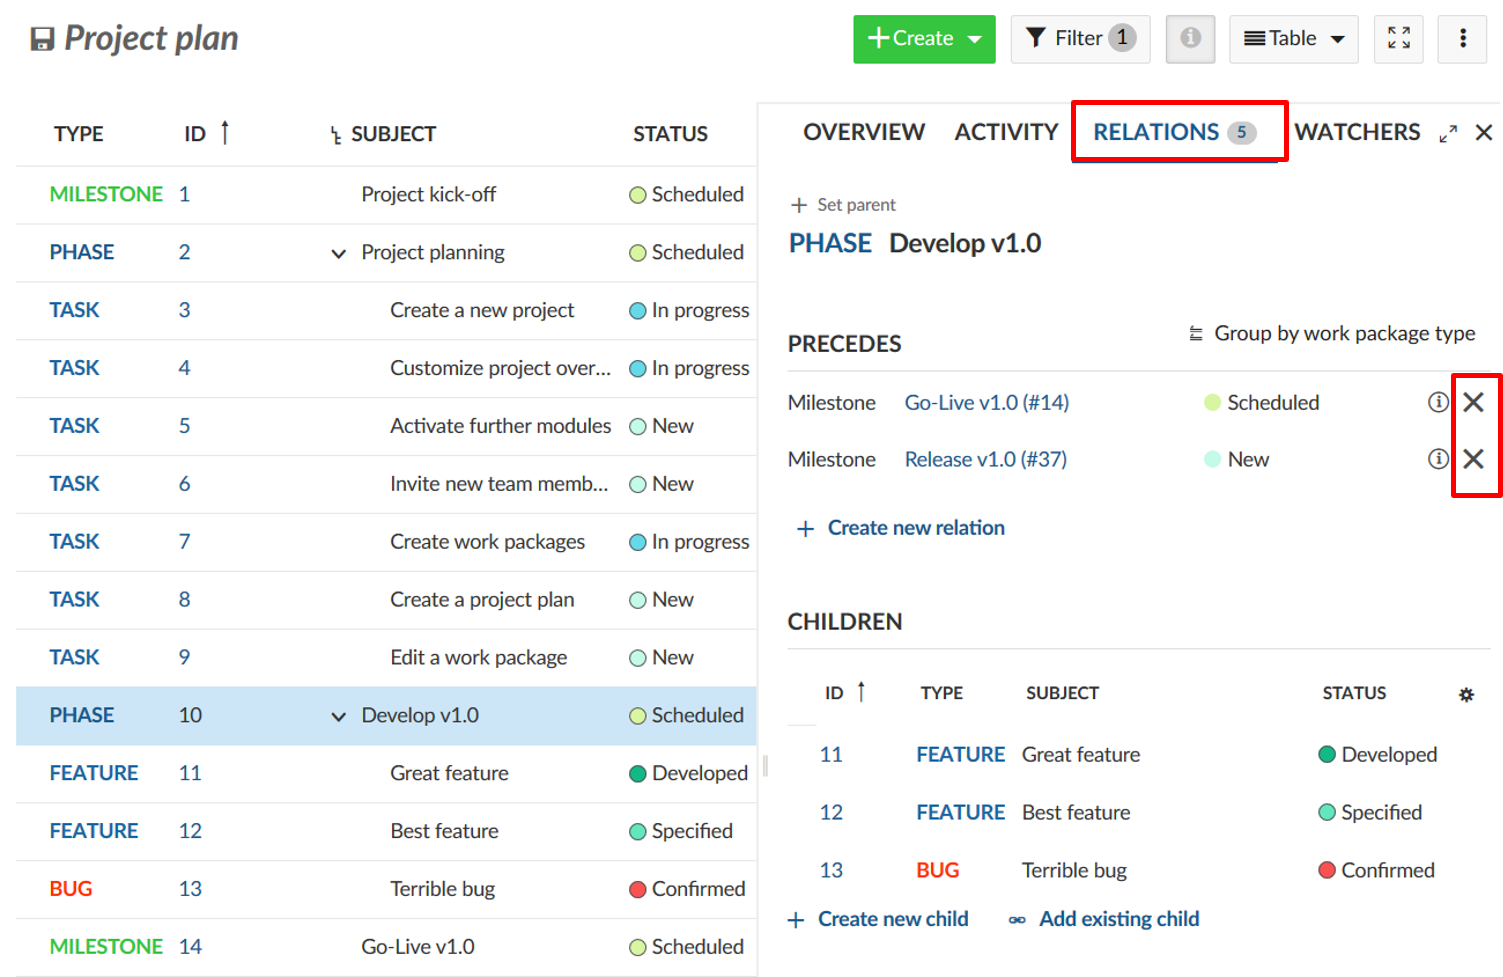 Project plan
Create
Filter 1
Table
TYPE ID SUBJECT STATUS
MILESTONE 1 Project kick-off Scheduled
PHASE 2 Project planning Scheduled
TASK 3 Create a new project In progress
TASK 4 Customize project over... In progress
TASK 5 Activate further modules New
TASK 6 Invite new team memb... New
TASK 7 Create work packages In progress
TASK 8 Create a project plan New
TASK 9 Edit a work package New
PHASE 10 Develop v1.0 Scheduled
FEATURE 11 Great feature Developed
FEATURE 12 Best feature Specified
BUG 13 Terrible bug Confirmed
MILESTONE 14 Go-Live v1.0 Scheduled
OVERVIEW ACTIVITY RELATIONS 5 WATCHERS
Set parent
PHASE Develop v1.0
Group by work package type
PRECEDES
Milestone Go-Live v1.0 (#14) Scheduled
Milestone Release v1.0 (#37) New
Create new relation
CHILDREN
ID TYPE SUBJECT STATUS
11 FEATURE Great feature Developed
12 FEATURE Best feature Specified
13 BUG Terrible bug Confirmed
Create new child Add existing child